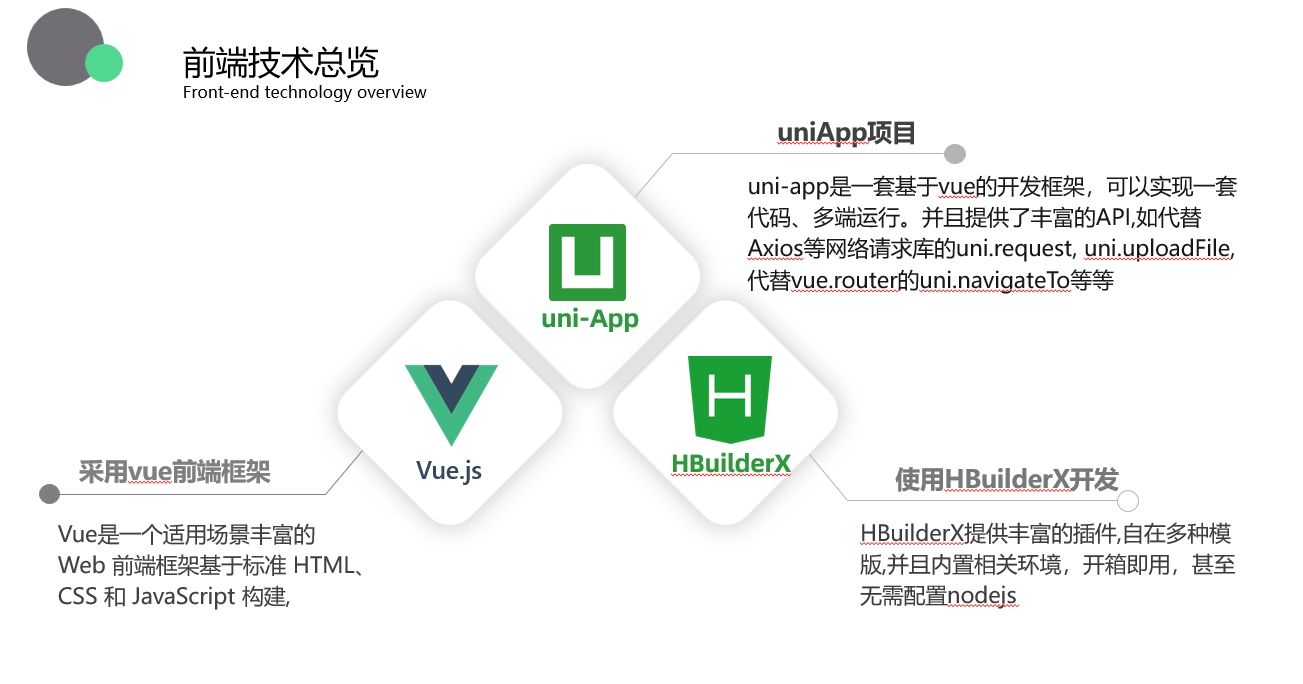 前端技术总览
Front-end technology overview
uniApp项目
uni-app是一套基于vue的开发框架，可以实现一套
代码、多端运行。并且提供了丰富的API,如代替
Axios等网络请求库的uni.request, uni.uploadFile,
代替vue.router的uni.navigateTo等等
uni-App
Vue.js
HBuilderX
采用vue前端框架
Vue是一个适用场景丰富的
Web 前端框架基于标准 HTML、
CSS 和 JavaScript 构建,
使用HBuilderX开发
HBuilderX提供丰富的插件,自在多种模
版,并且内置相关环境，开箱即用，甚至
无需配置nodejs